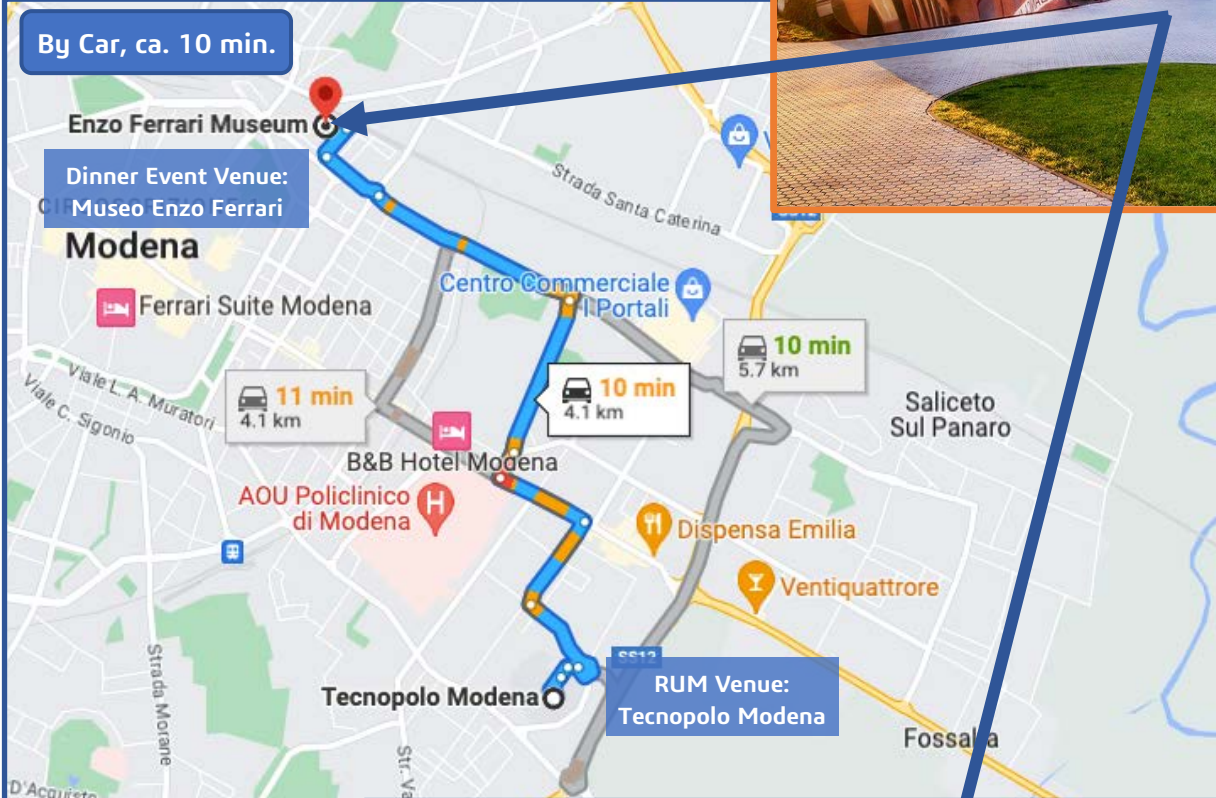 By Car, ca. 10 min.
Enzo Ferrari Museum
Dinner Event Venue:
Museo Enzo Ferrari
Modena
Strada Santa Caterina
Centro Commerciale
I Portali
Ferrari Suite Modena
10 min
5.7 km
11 min
4.1 km
10 min
4.1 km
Viale L. A. Muratori
Viale C. Sigonio
Saliceto
Sul Panaro
B&B Hotel Modena
AOU Policlinico
di Modena
H
Dispensa Emilia
Ventiquattrore
Strada Morane
SS12
RUM Venue:
Tecnopolo Modena
Tecnopolo Modena
Str.